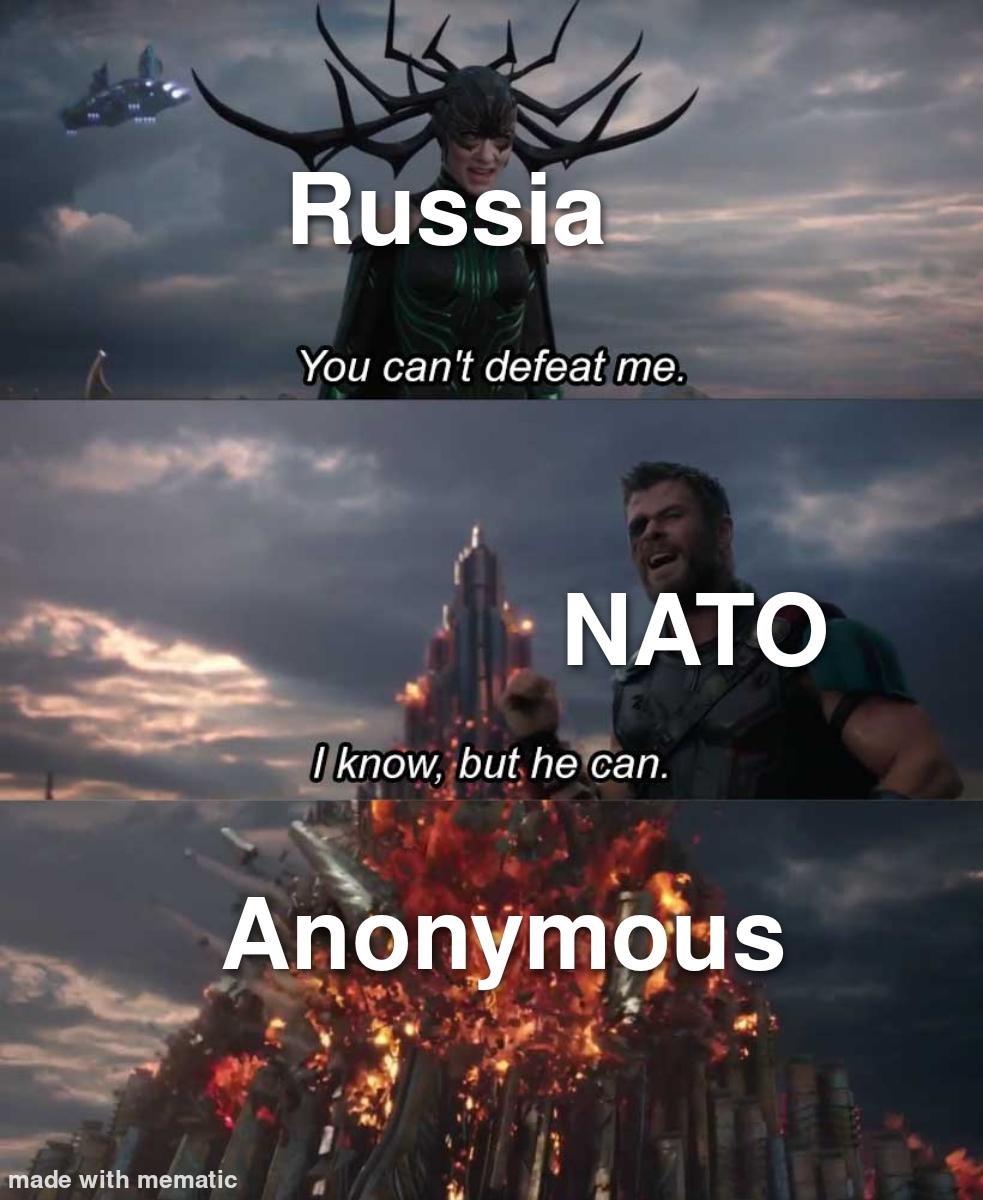 Russia
You can't defeat me.
NATO
I know, but he can.
Anonymous
made with mematic